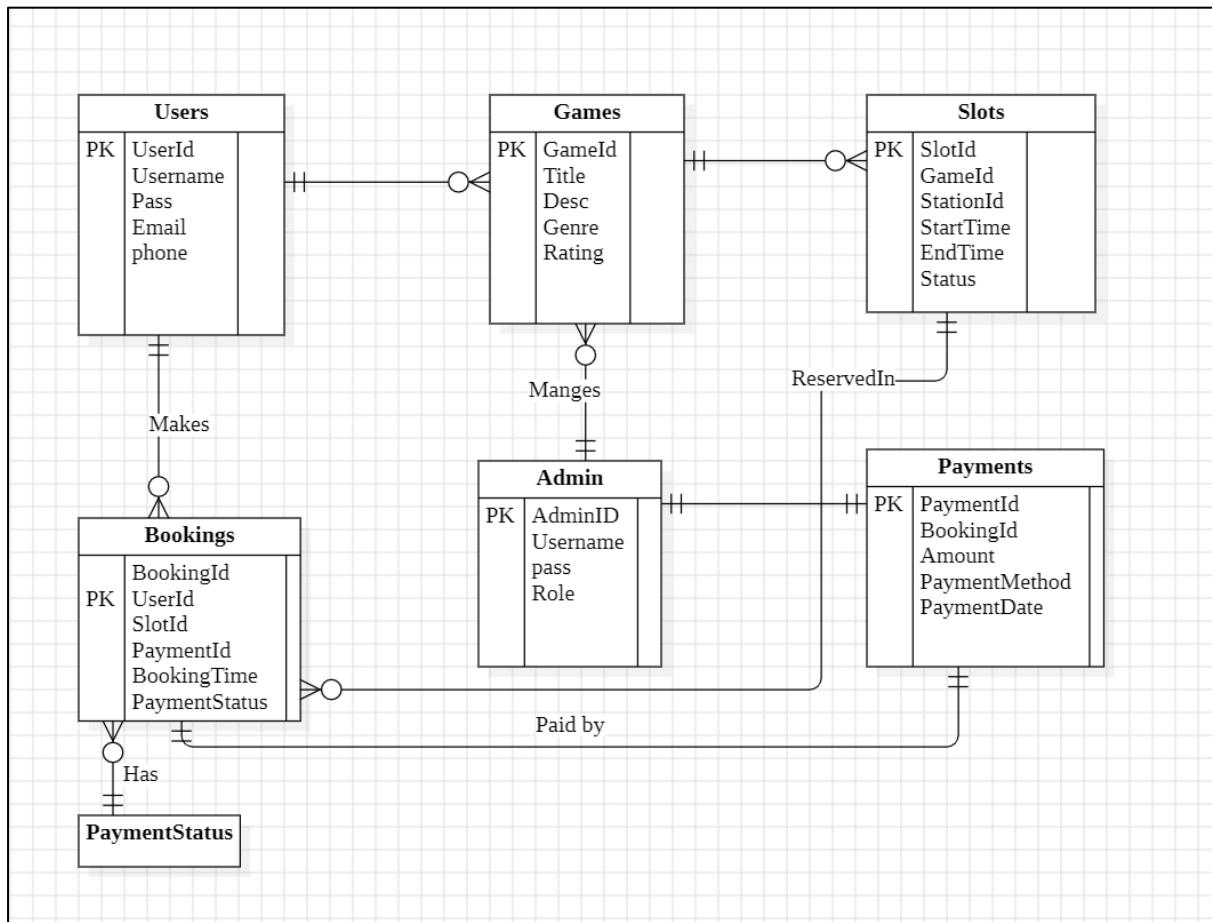 Users
PK UserId
Username
Pass
Email
phone
Games
PK GameId
Title
Desc
Genre
Rating
Slots
PK SlotId
GameId
StationId
StartTime
EndTime
Status
Makes
Manges
ReservedIn
Bookings
BookingId
PK UserId
SlotId
PaymentId
BookingTime
PaymentStatus
Admin
PK AdminID
Username
pass
Role
Payments
PK PaymentId
BookingId
Amount
PaymentMethod
PaymentDate
Paid by
Has
PaymentStatus